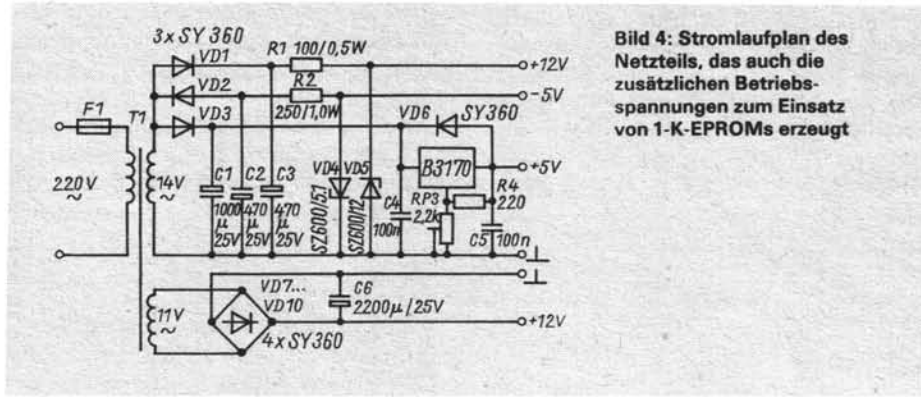 3x SY 360
VD1
R1 100/0,5W
+12V
VD2
R2
-5V
250/1,0W
VD3
VD6
SY360
F1
T1
220V
~
14V
~
C1
1000
µ
25V
C2
470
µ
25V
C3
470
µ
25V
VD4
SZ600/5.1
VD5
SZ600/12
C4
100n
B3170
+5V
RP3
2,2k
R4
220
C5
100n
⊥
⊥
11V
~
VD7...
VD10
4x SY360
C6
2200µ/25V
+12V
Bild 4: Stromlaufplan des
Netzteils, das auch die
zusätzlichen Betriebs-
spannungen zum Einsatz
von 1-K-EPROMs erzeugt